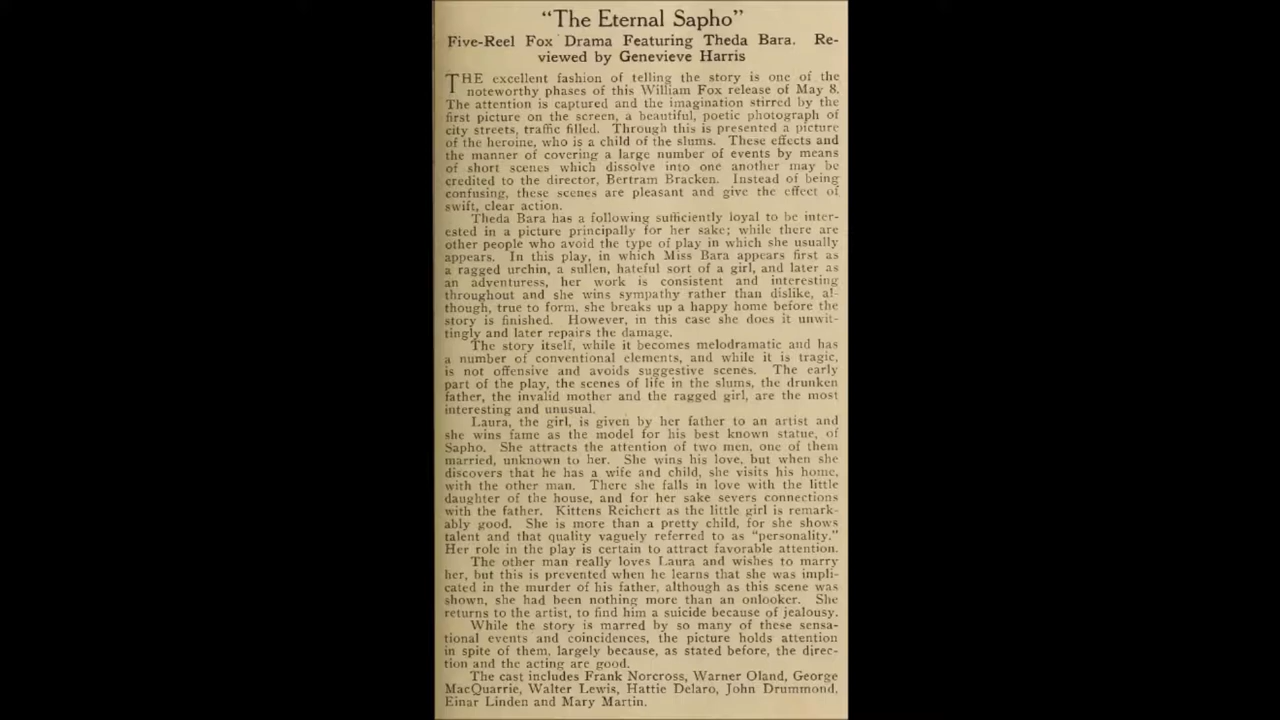 "The Eternal Sapho"
Five-Reel Fox Drama Featuring Theda Bara. Re-
viewed by Genevieve Harris
THE excellent fashion of telling the story is one of the
noteworthy phases of this William Fox release of May 8.
The attention is captured and the imagination stirred by the
first picture on the screen, a beautiful, poetic photograph of
city streets, traffic filled. Through this is presented a picture
of the heroine, who is a child of the slums. These effects and
the manner of covering a large number of events by means
of short scenes which dissolve into one another may be
credited to the director, Bertram Bracken. Instead of being
confusing, these scenes are pleasant and give the effect of
swift, clear action.
Theda Bara has a following sufficiently loyal to be inter-
ested in a picture principally for her sake; while there are
other people who avoid the type of play in which she usually
appears. In this play, in which Miss Bara appears first as
a ragged urchin, a sullen, hateful sort of a girl, and later as
an adventuress, her work is consistent and interesting
throughout and she wins sympathy rather than dislike, al-
though, true to form, she breaks up a happy home before the
story is finished. However, in this case she does it unwit-
tingly and later repairs the damage.
The story itself, while it becomes melodramatic and has
a number of conventional elements, and while it is tragic,
is not offensive and avoids suggestive scenes. The early
part of the play, the scenes of life in the slums, the drunken
father, the invalid mother and the ragged girl, are the most
interesting and unusual.
Laura, the girl, is given by her father to an artist and
she wins fame as the model for his best known statue, of
Sapho. She attracts the attention of two men, one of them
married, unknown to her. She wins his love, but when she
discovers that he has a wife and child, she visits his home,
with the other man. There she falls in love with the little
daughter of the house, and for her sake severs connections
with the father. Kittens Reichert as the little girl is remark-
ably good. She is more than a pretty child, for she shows
talent and that quality vaguely referred to as "personality."
Her role in the play is certain to attract favorable attention.
The other man really loves Laura and wishes to marry
her, but this is prevented when he learns that she was impli-
cated in the murder of his father, although as this scene was
shown, she had been nothing more than an onlooker. She
returns to the artist, to find him a suicide because of jealousy.
While the story is marred by so many of these sensa-
tional events and coincidences, the picture holds attention
in spite of them, largely because, as stated before, the direc-
tion and the acting are good.
The cast includes Frank Norcross, Warner Oland, George
MacQuarrie, Walter Lewis, Hattie Delaro, John Drummond,
Einar Linden and Mary Martin.